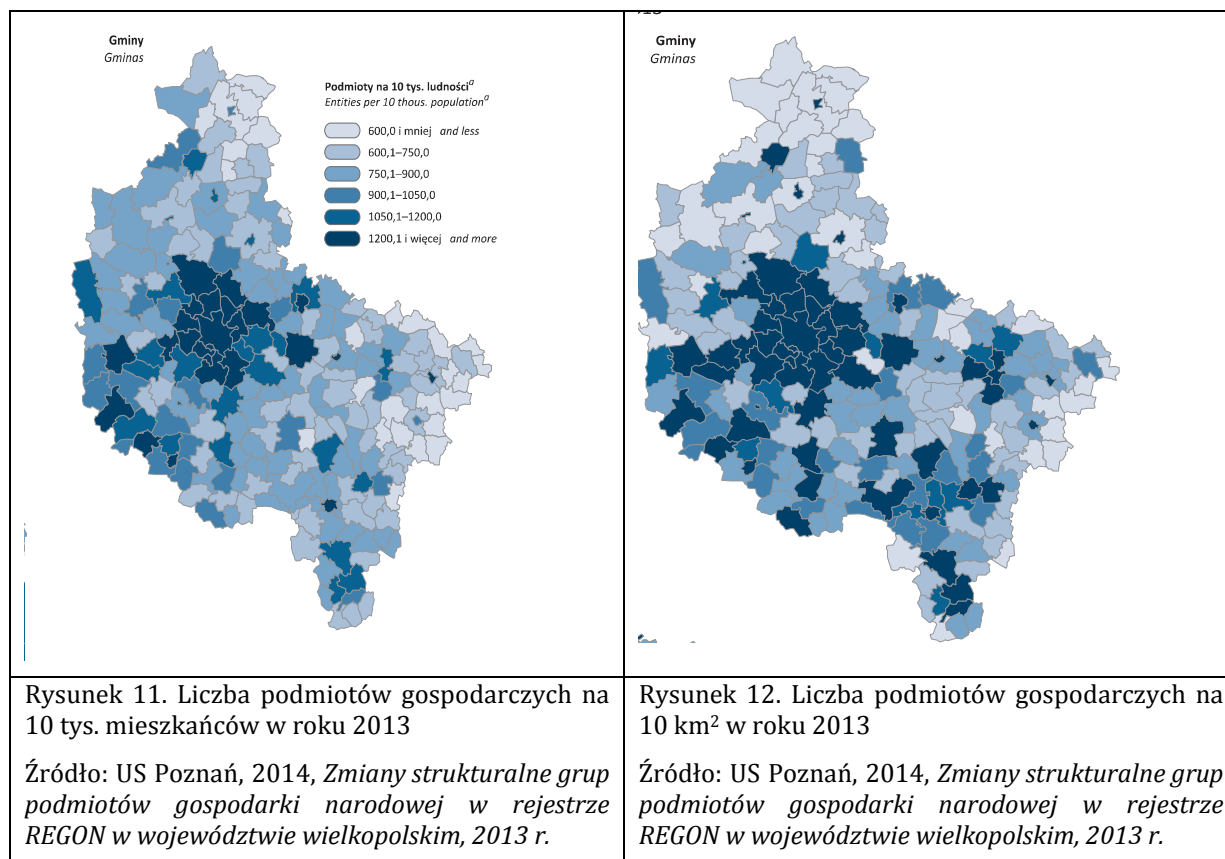 Gminy
Gminas
Podmioty na 10 tys. ludności^a
Entities per 10 thous. population^a
600,0 i mniej and less
600,1–750,0
750,1–900,0
900,1–1050,0
1050,1–1200,0
1200,1 i więcej and more
Gminy
Gminas
Rysunek 11. Liczba podmiotów gospodarczych na
10 tys. mieszkańców w roku 2013
Źródło: US Poznań, 2014, Zmiany strukturalne grup
podmiotów gospodarki narodowej w rejestrze
REGON w województwie wielkopolskim, 2013 r.
Rysunek 12. Liczba podmiotów gospodarczych na
10 km² w roku 2013
Źródło: US Poznań, 2014, Zmiany strukturalne grup
podmiotów gospodarki narodowej w rejestrze
REGON w województwie wielkopolskim, 2013 r.